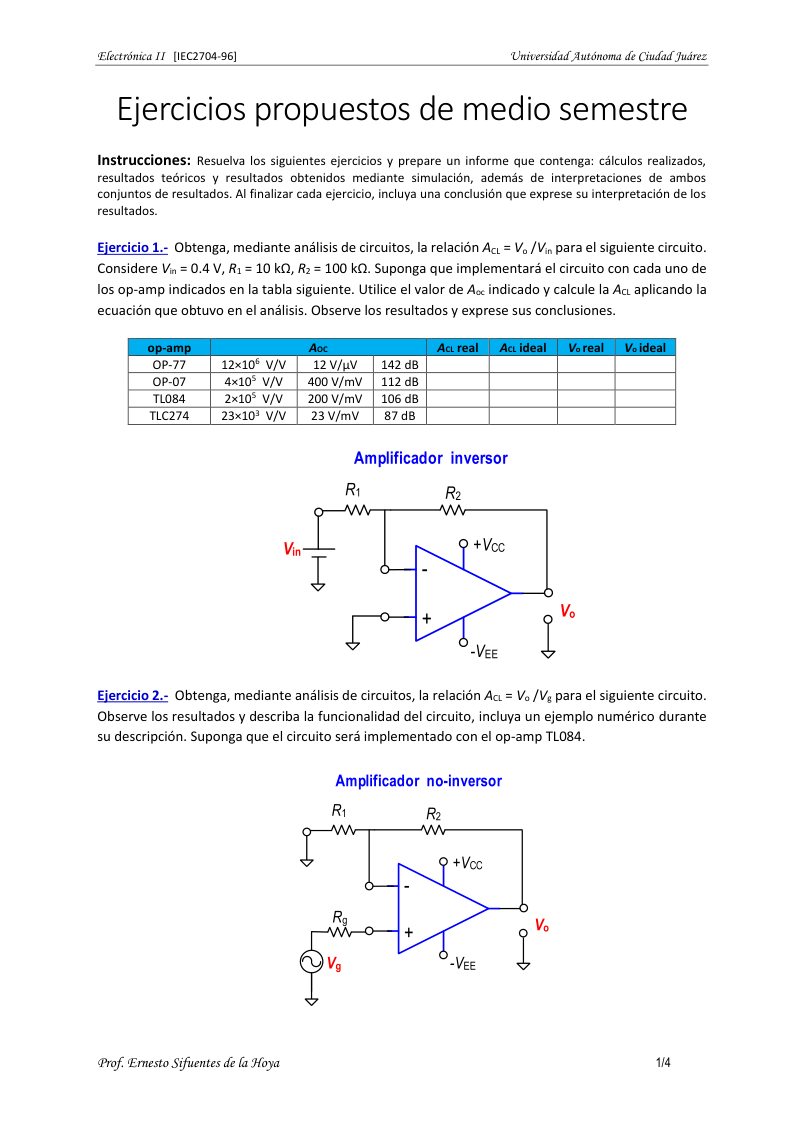 Electrónica II [IEC2704-96] Universidad Autónoma de Ciudad Juárez
Ejercicios propuestos de medio semestre
Instrucciones: Resuelva los siguientes ejercicios y prepare un informe que contenga: cálculos realizados,
resultados teóricos y resultados obtenidos mediante simulación, además de interpretaciones de ambos
conjuntos de resultados. Al finalizar cada ejercicio, incluya una conclusión que exprese su interpretación de los
resultados.
Ejercicio 1.- Obtenga, mediante análisis de circuitos, la relación ACL = Vo /Vin para el siguiente circuito.
Considere Vin = 0.4 V, R1 = 10 kΩ, R2 = 100 kΩ. Suponga que implementará el circuito con cada uno de
los op-amp indicados en la tabla siguiente. Utilice el valor de Aoc indicado y calcule la ACL aplicando la
ecuación que obtuvo en el análisis. Observe los resultados y exprese sus conclusiones.
op-amp AOC ACL real ACL ideal Vo real Vo ideal
OP-77 12×10⁶ V/V 12 V/µV 142 dB
OP-07 4×10⁵ V/V 400 V/mV 112 dB
TL084 2×10⁵ V/V 200 V/mV 106 dB
TLC274 23×10³ V/V 23 V/mV 87 dB
Amplificador inversor
R1 R2
+VCC
Vin
-
+
Vo
-VEE
Ejercicio 2.- Obtenga, mediante análisis de circuitos, la relación ACL = Vo /Vg para el siguiente circuito.
Observe los resultados y describa la funcionalidad del circuito, incluya un ejemplo numérico durante
su descripción. Suponga que el circuito será implementado con el op-amp TL084.
Amplificador no-inversor
R1 R2
+VCC
-
Rg
+
Vo
Vg
-VEE
Prof. Ernesto Sifuentes de la Hoya 1/4